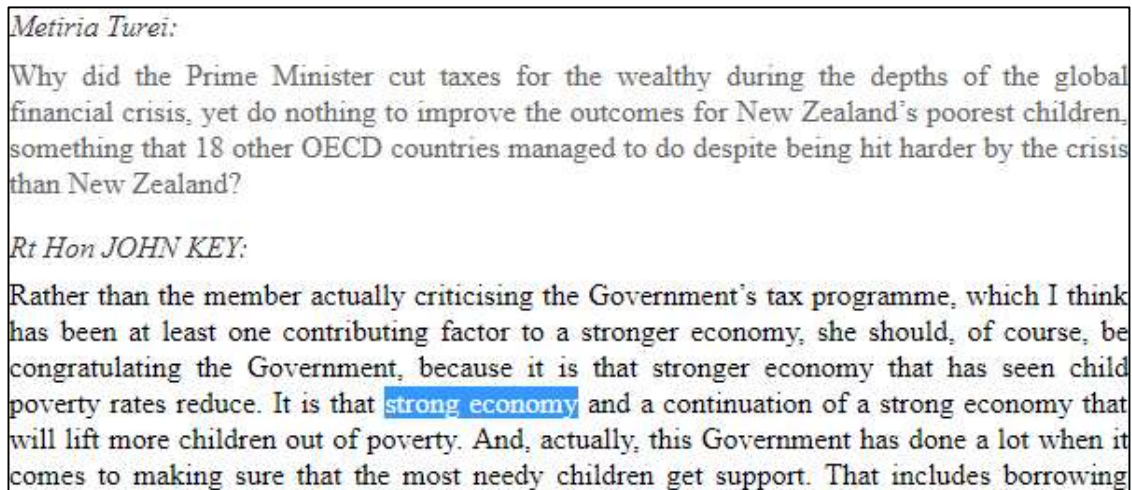 Metiria Turei:
Why did the Prime Minister cut taxes for the wealthy during the depths of the global
financial crisis, yet do nothing to improve the outcomes for New Zealand's poorest children,
something that 18 other OECD countries managed to do despite being hit harder by the crisis
than New Zealand?
Rt Hon JOHN KEY:
Rather than the member actually criticising the Government's tax programme, which I think
has been at least one contributing factor to a stronger economy, she should, of course, be
congratulating the Government, because it is that stronger economy that has seen child
poverty rates reduce. It is that strong economy and a continuation of a strong economy that
will lift more children out of poverty. And, actually, this Government has done a lot when it
comes to making sure that the most needy children get support. That includes borrowing